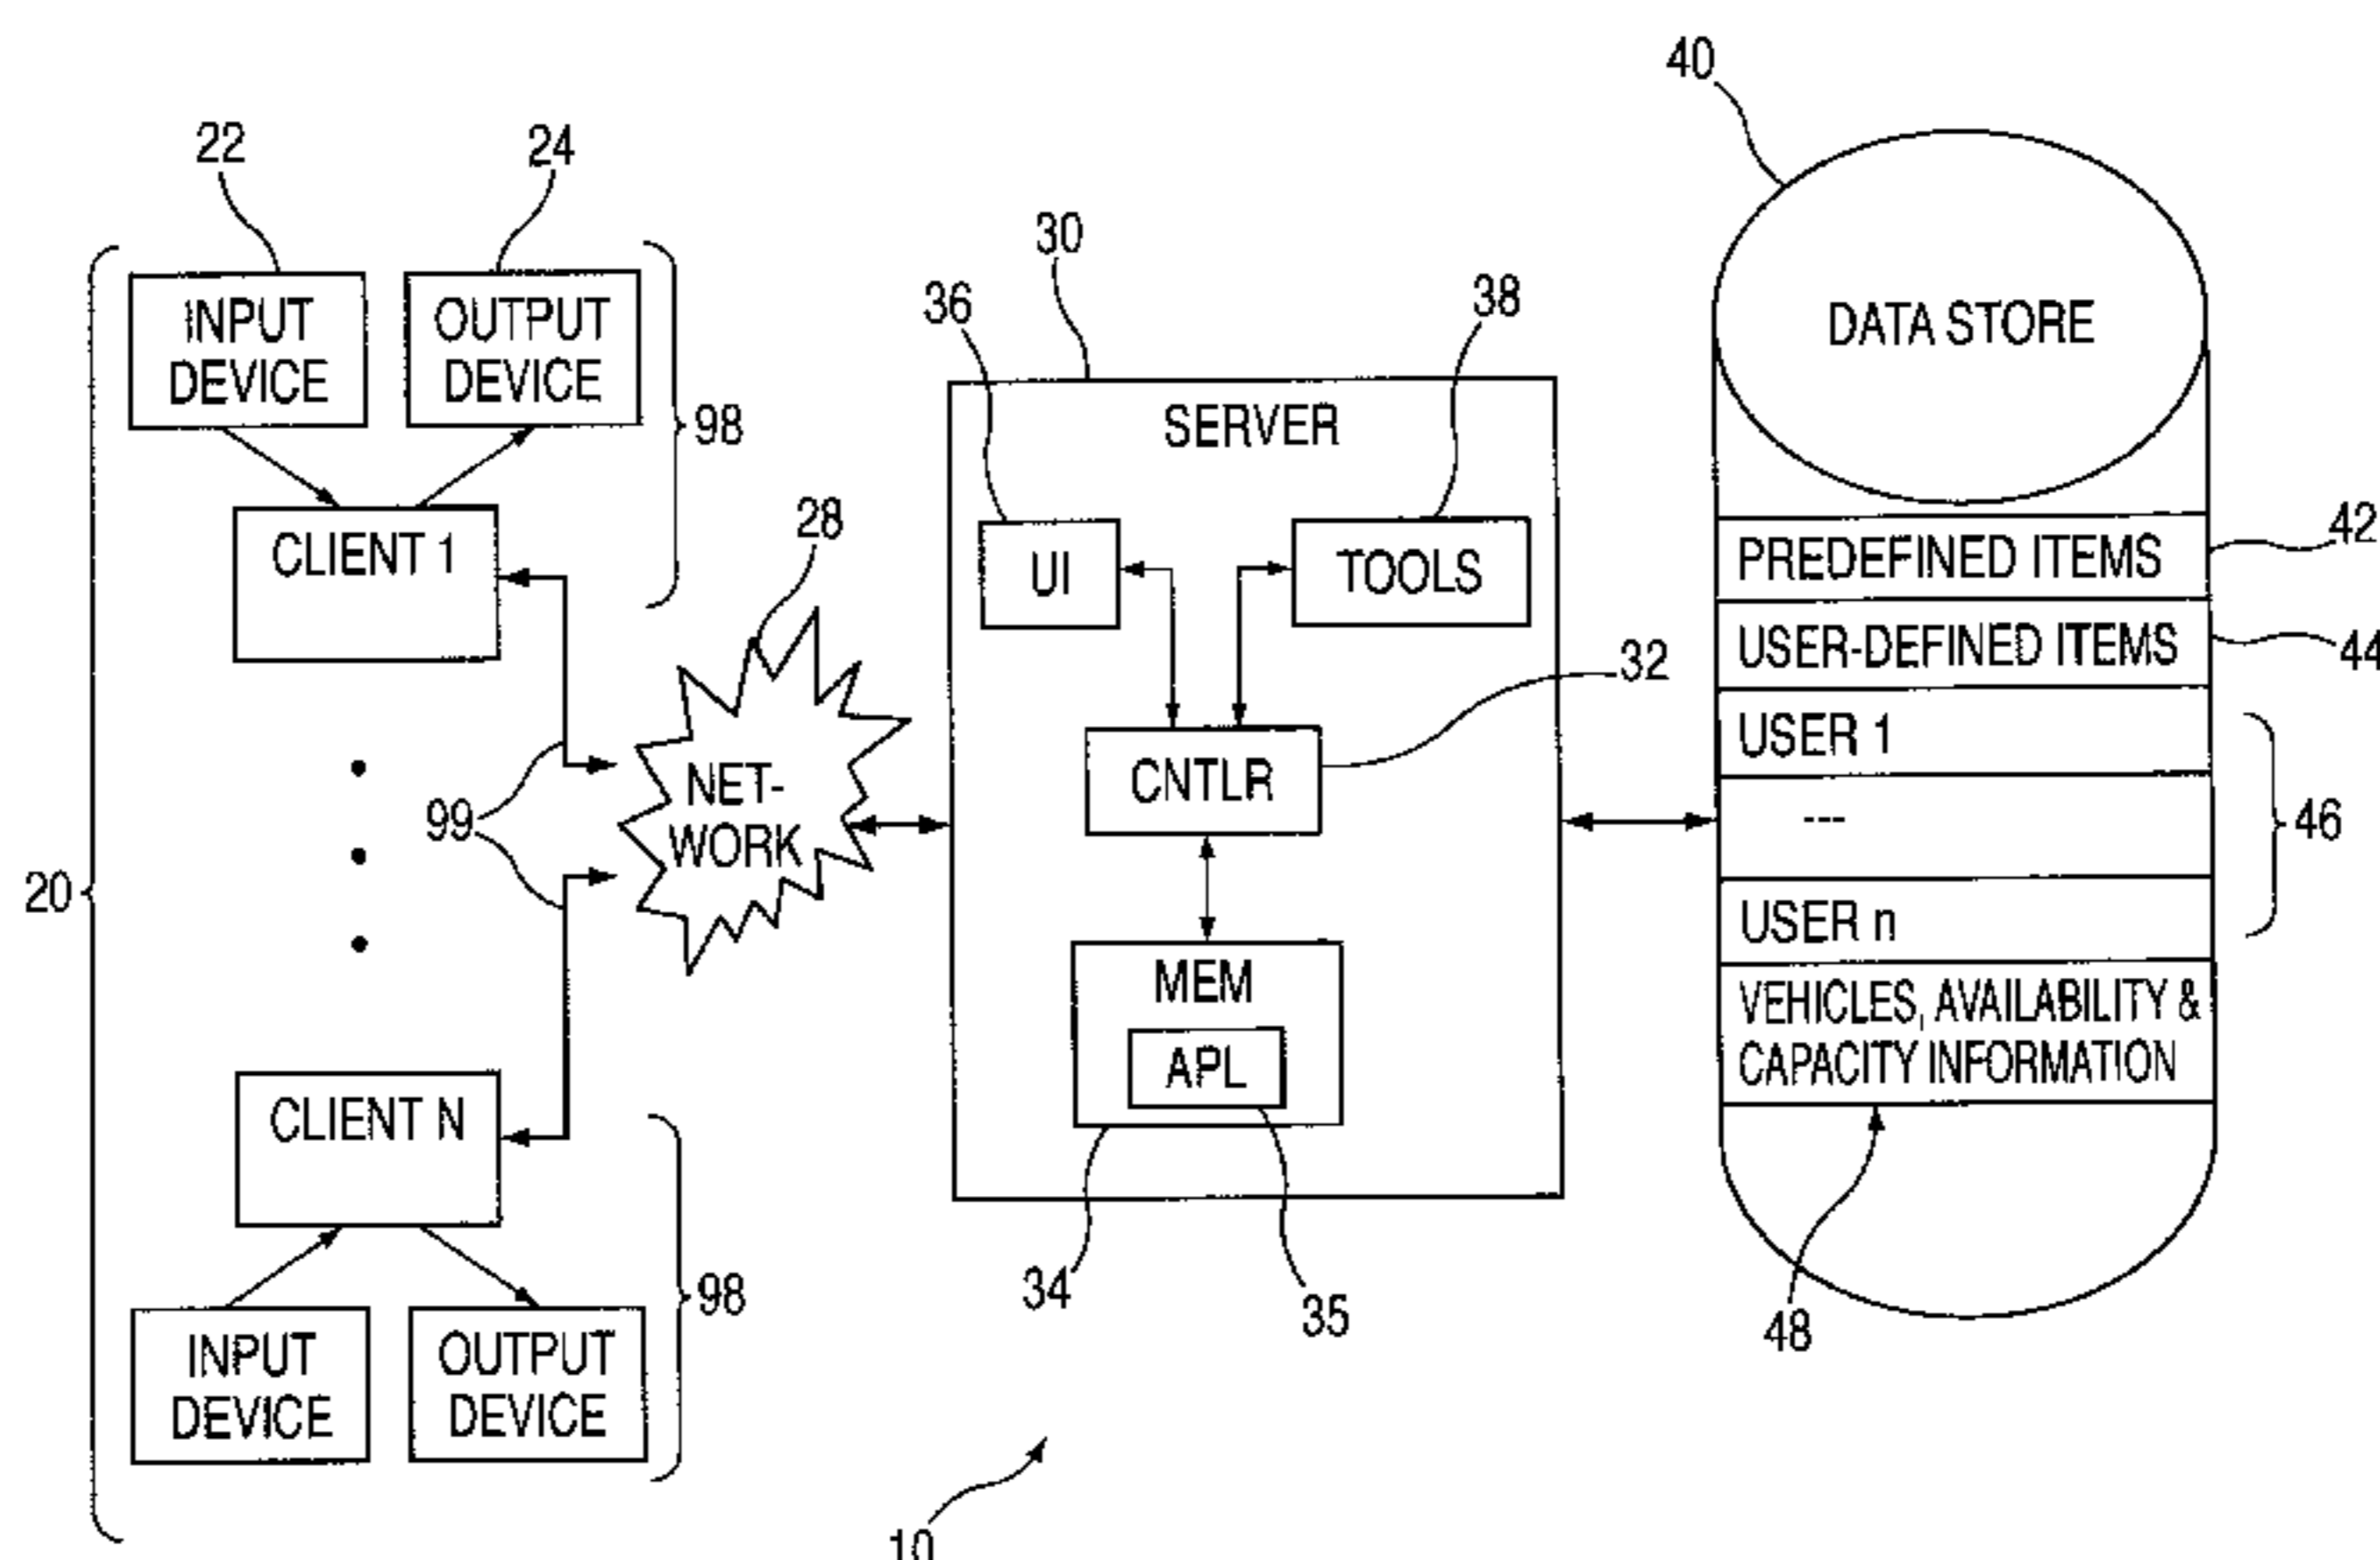 40
22
24
30
36
38
INPUT
DEVICE
OUTPUT
DEVICE
98
CLIENT 1
28
SERVER
UI
TOOLS
32
CNTLR
NET-
WORK
99
20
MEM
APL
34
35
CLIENT N
98
INPUT
DEVICE
OUTPUT
DEVICE
10
DATA STORE
PREDEFINED ITEMS
42
USER-DEFINED ITEMS
44
USER 1
---
46
USER n
VEHICLES, AVAILABILITY &
CAPACITY INFORMATION
48